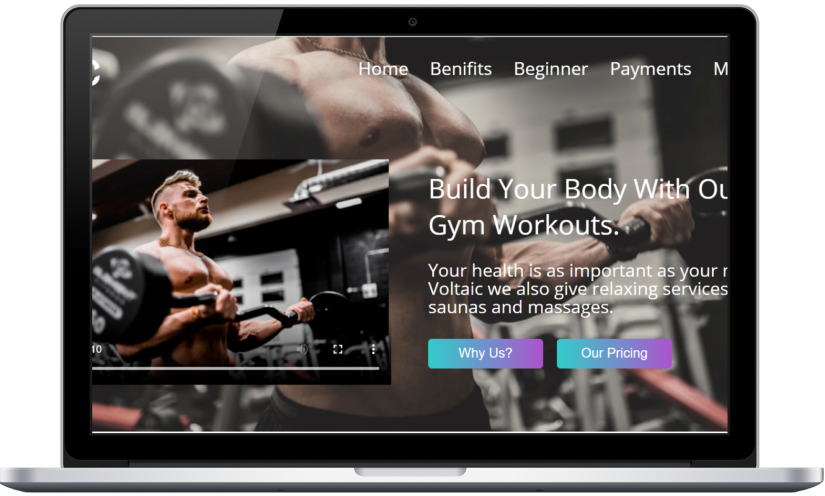 Home Benifits Beginner Payments M
Build Your Body With Ou
Gym Workouts.
Your health is as important as your r
Voltaic we also give relaxing services
saunas and massages.
10
Why Us? Our Pricing